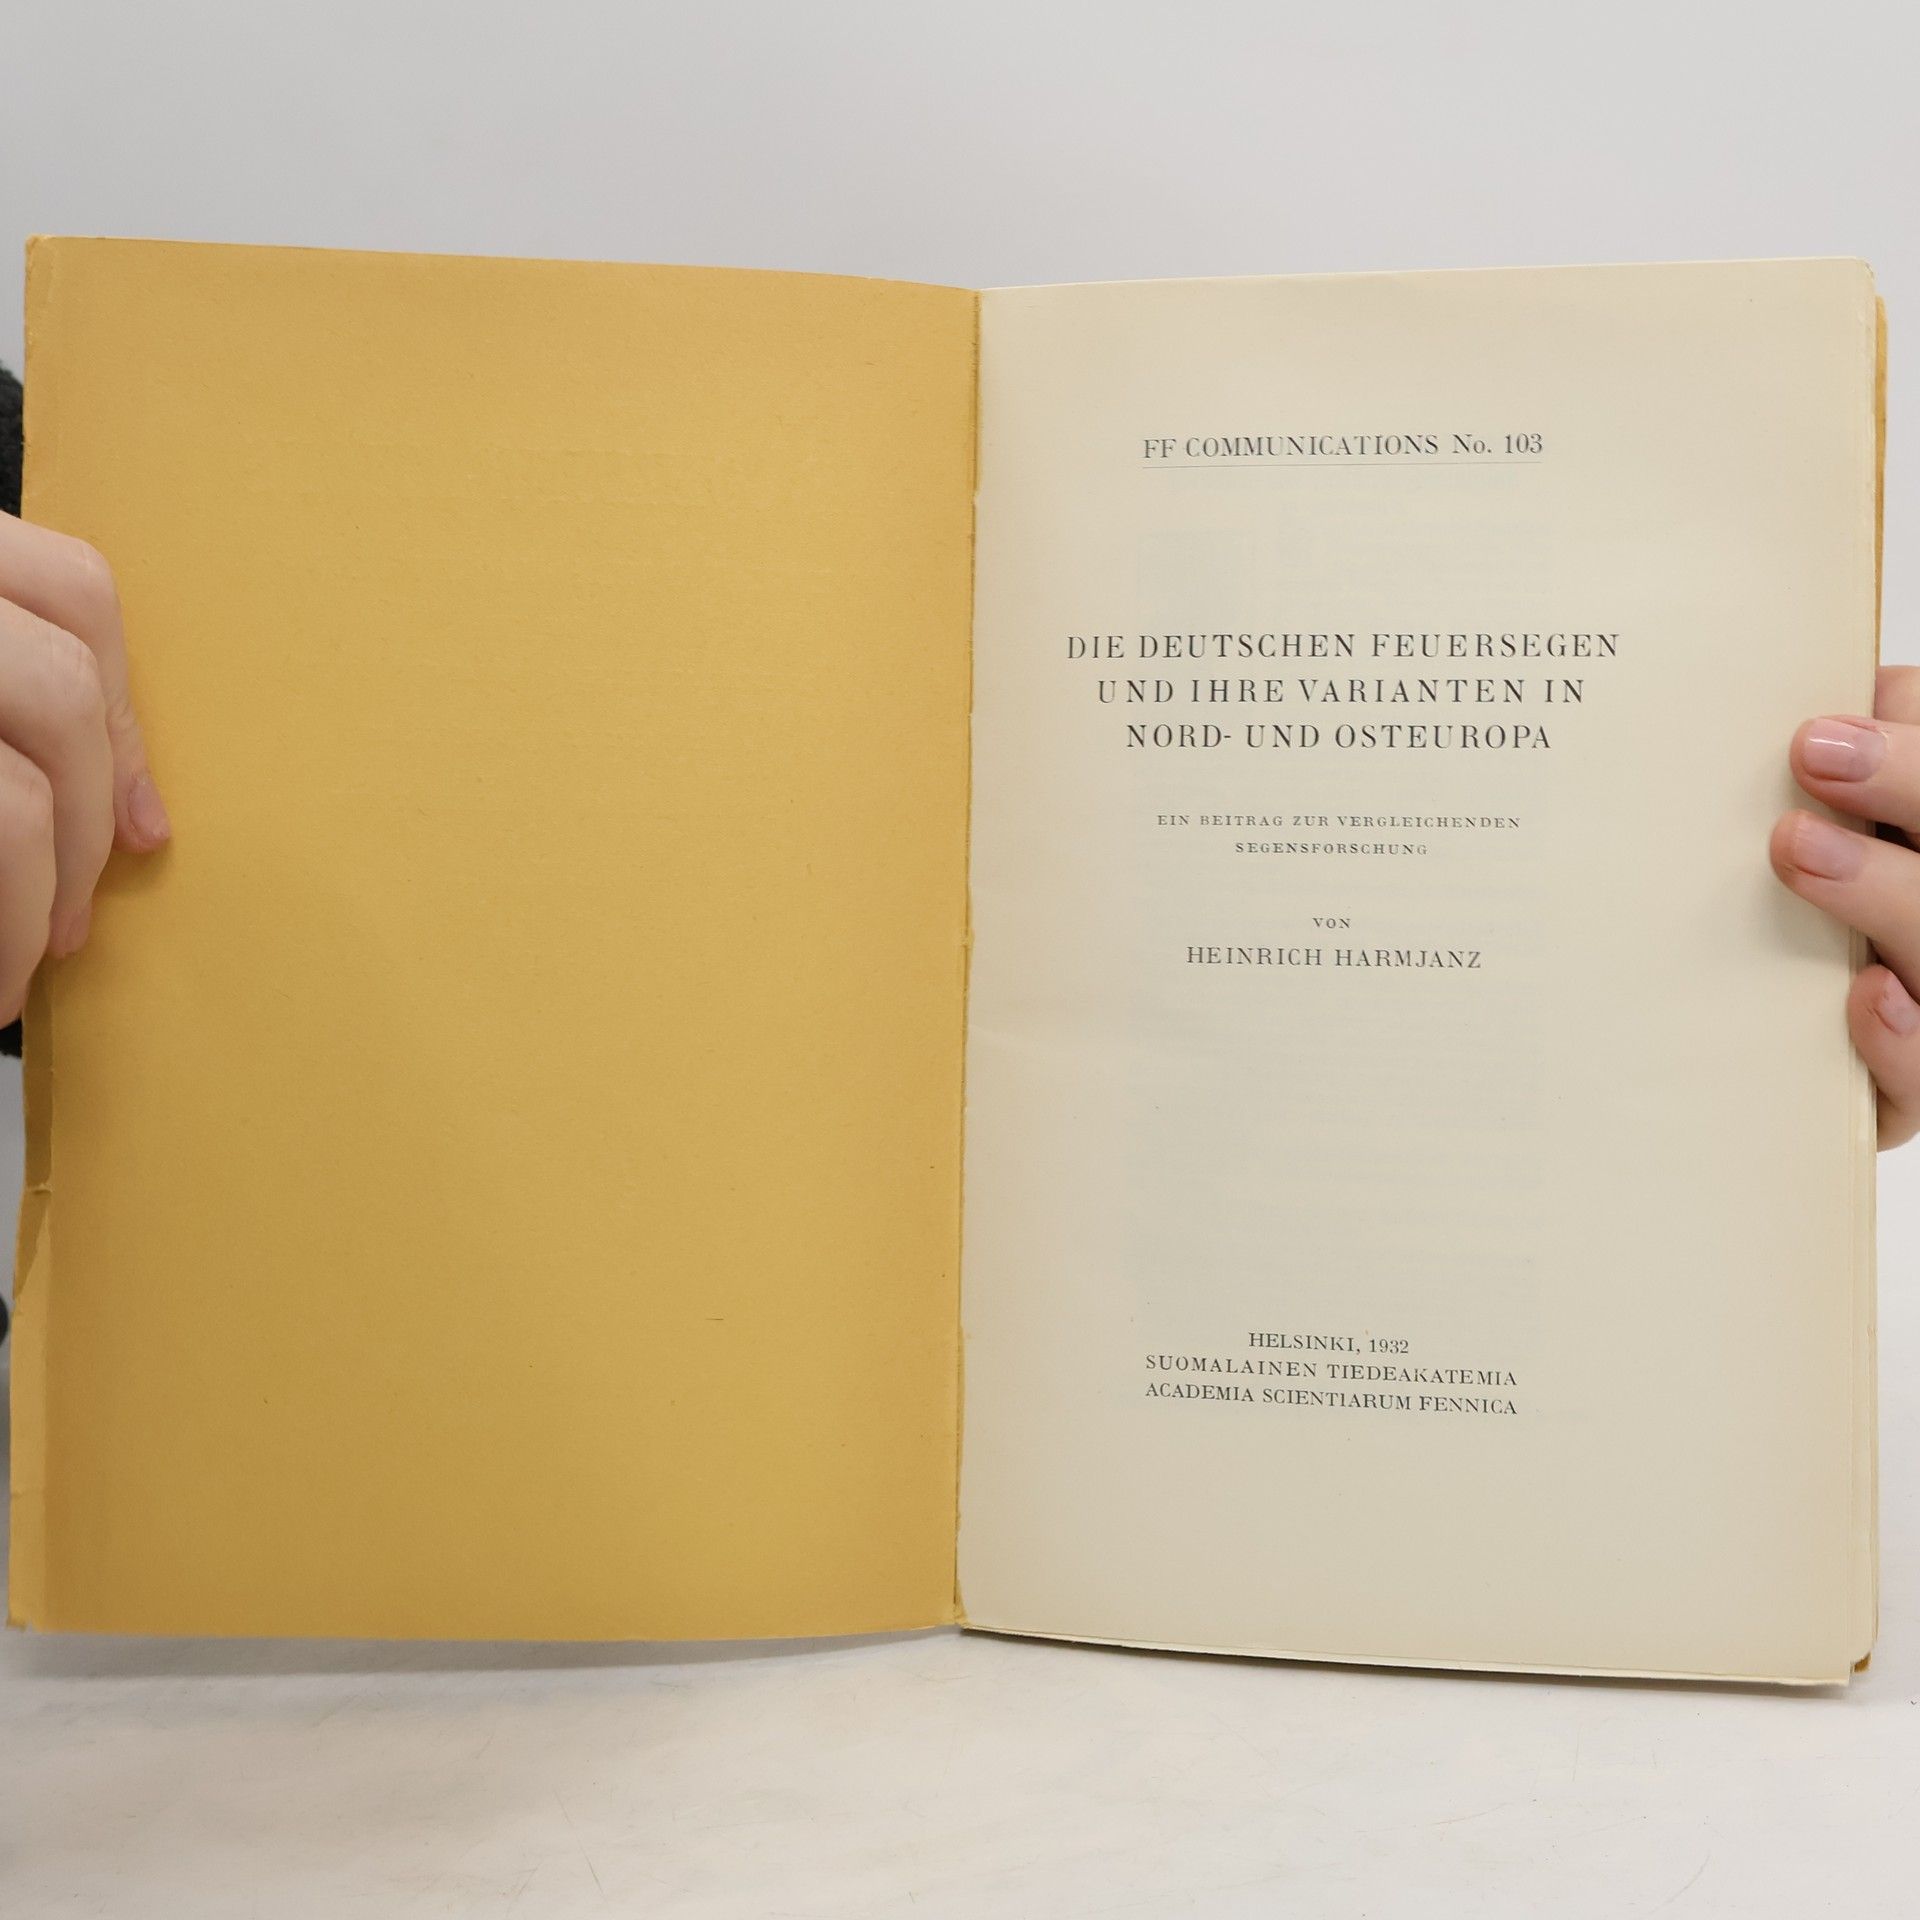 FF COMMUNICATIONS No. 103
DIE DEUTSCHEN FEUERSEGEN
UND IHRE VARIANTEN IN
NORD- UND OSTEUROPA
EIN BEITRAG ZUR VERGLEICHENDEN
SEGENSFORSCHUNG
VON
HEINRICH HARMJANZ
HELSINKI, 1932
SUOMALAINEN TIEDEAKATEMIA
ACADEMIA SCIENTIARUM FENNICA